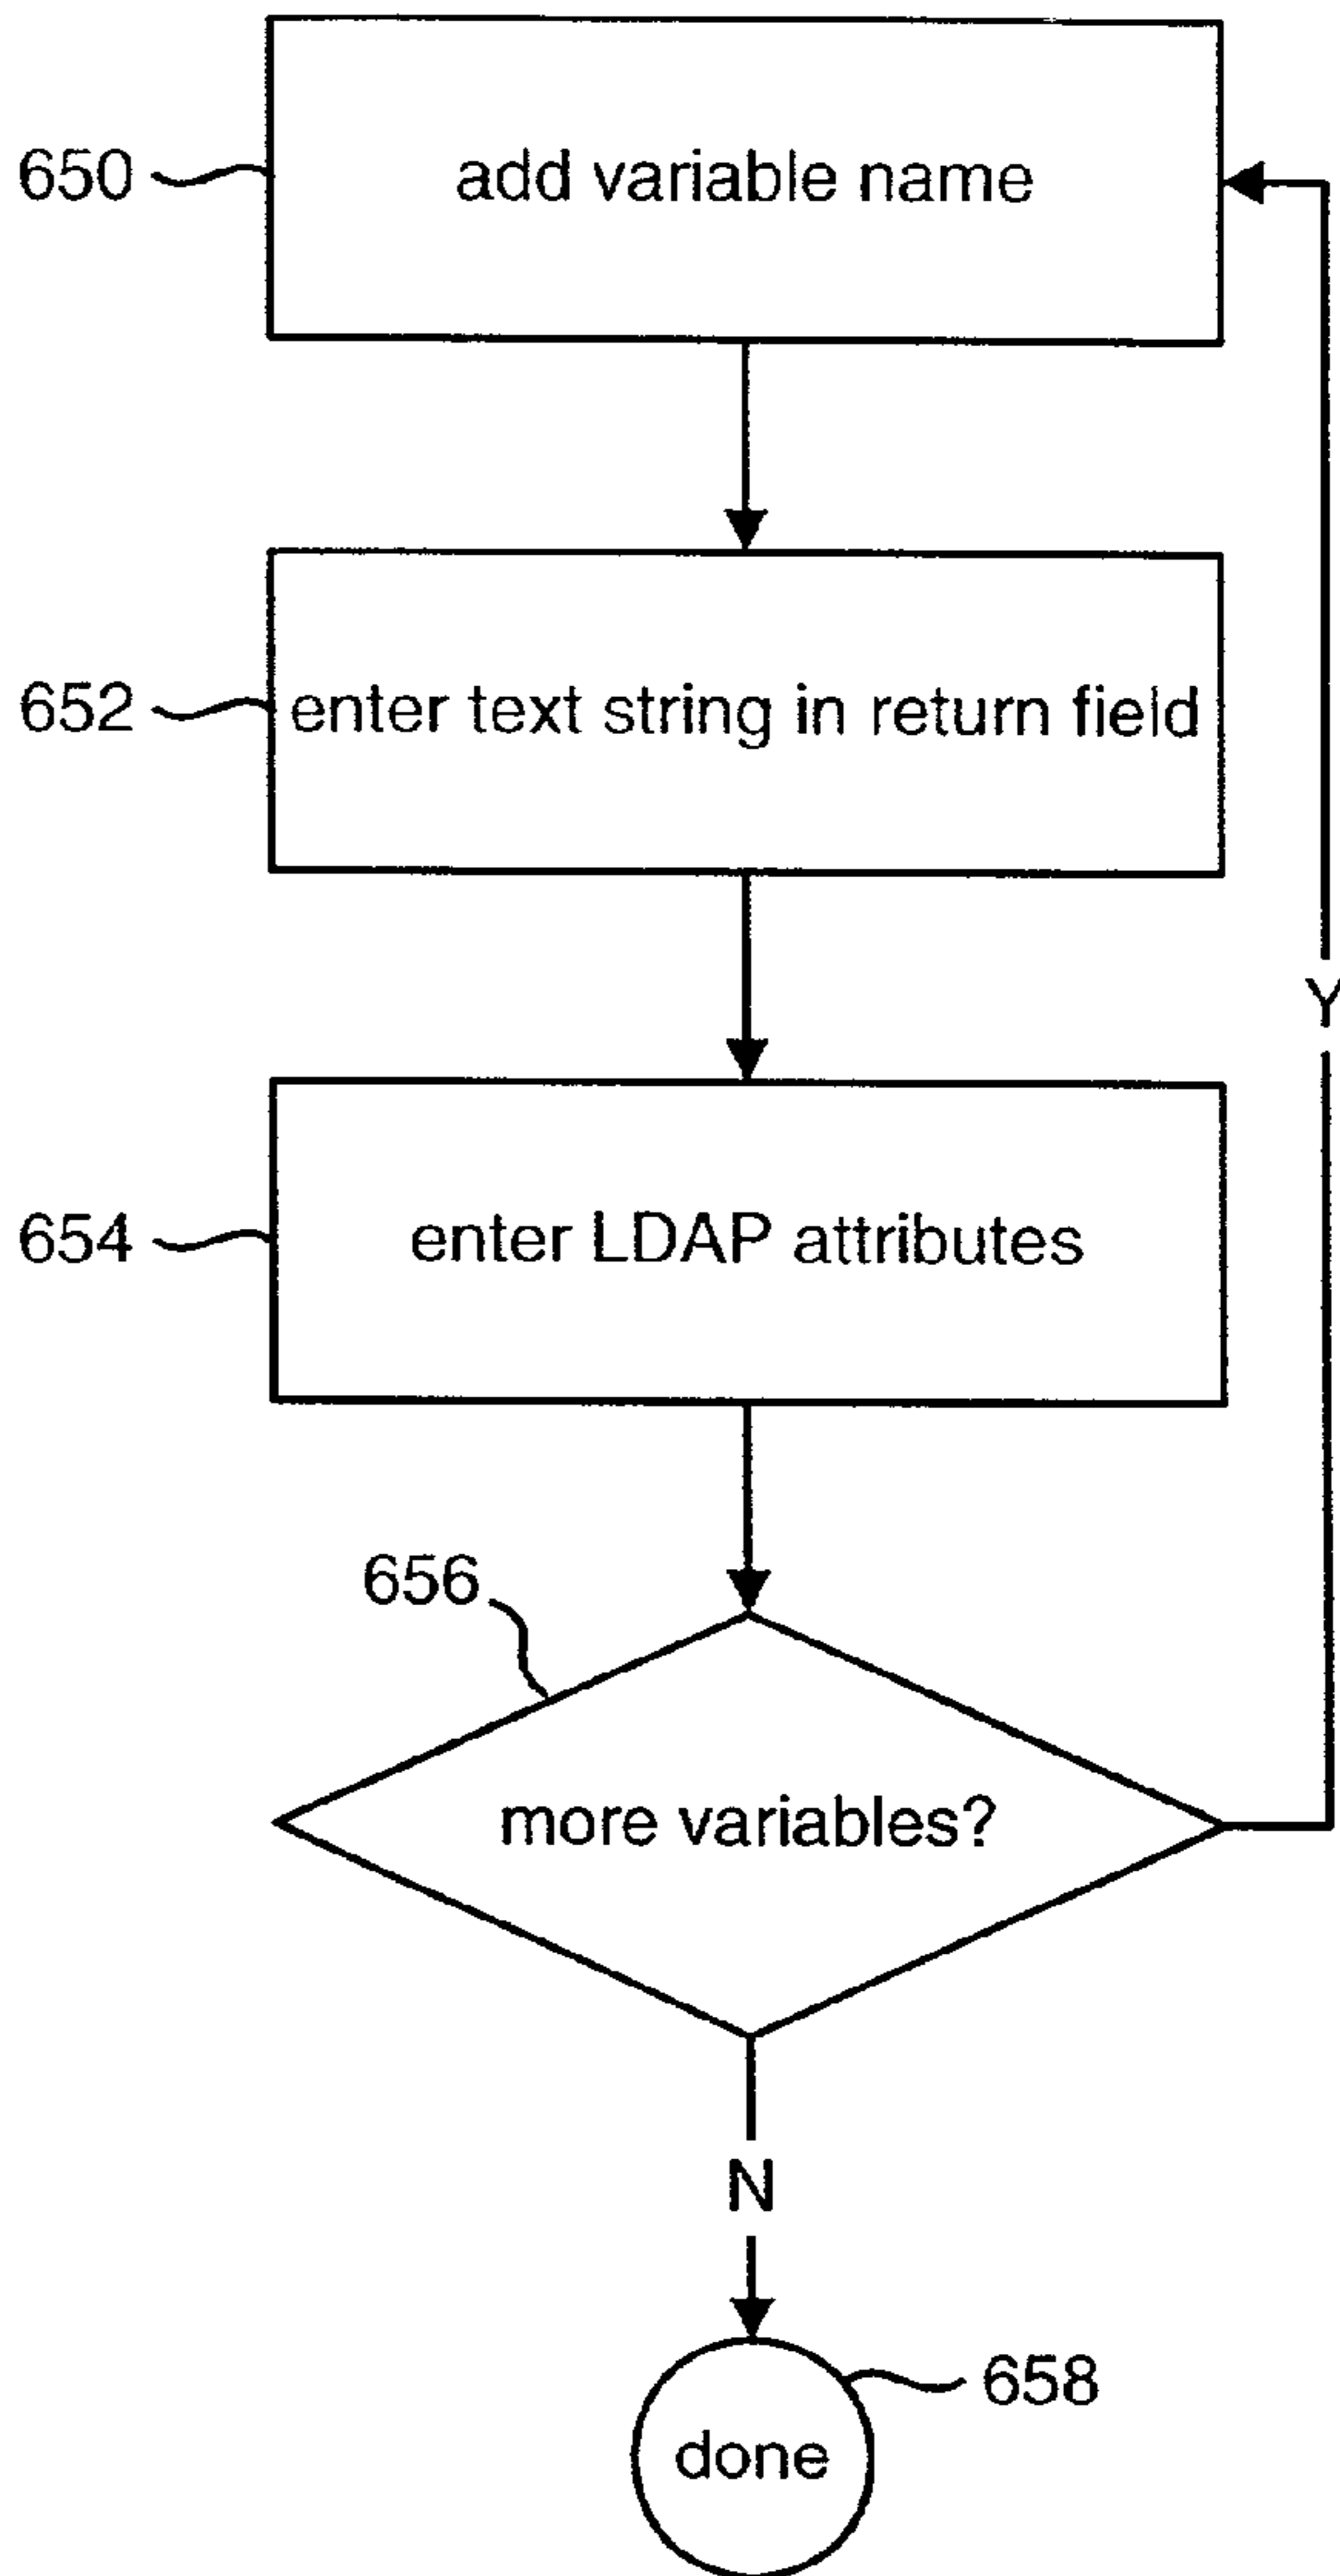 650
add variable name
652
enter text string in return field
Y
654
enter LDAP attributes
656
more variables?
N
658
done